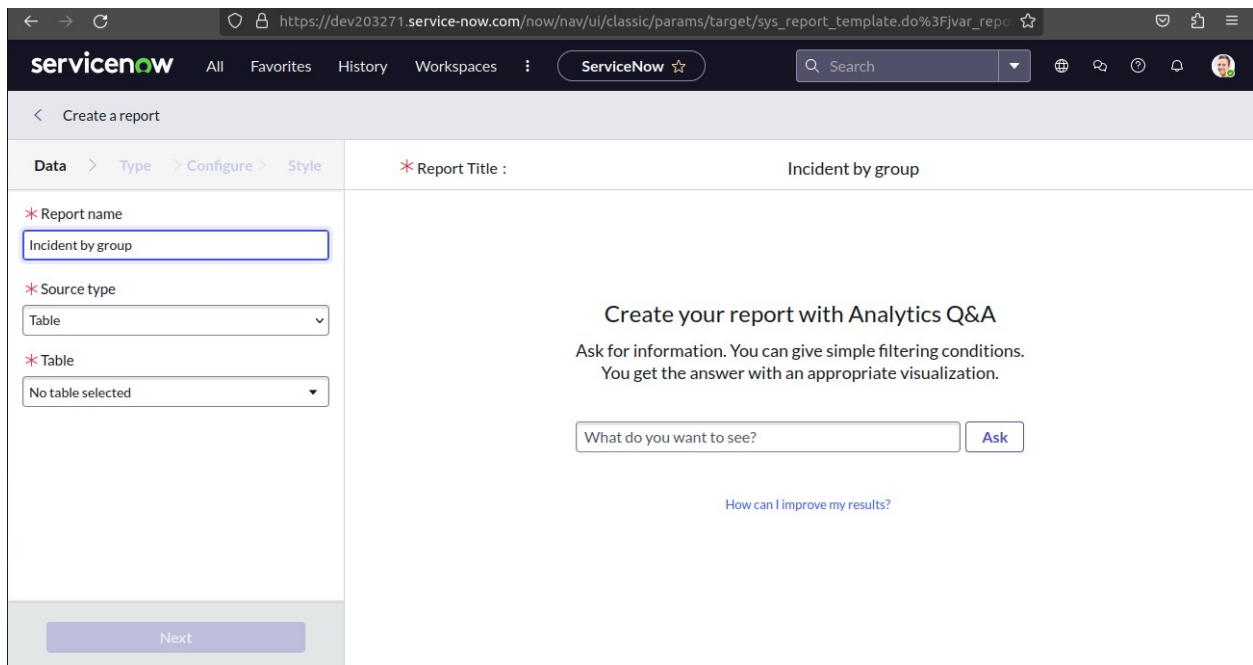 https://dev203271.service-now.com/now/nav/ui/classic/params/target/sys_report_template.do%3Fjvar_repo
servicenow All Favorites History Workspaces ServiceNow Search
Create a report
Data Type Configure Style
* Report Title : Incident by group
* Report name
Incident by group
* Source type
Table
* Table
No table selected
Next
Create your report with Analytics Q&A
Ask for information. You can give simple filtering conditions.
You get the answer with an appropriate visualization.
What do you want to see? Ask
How can I improve my results?